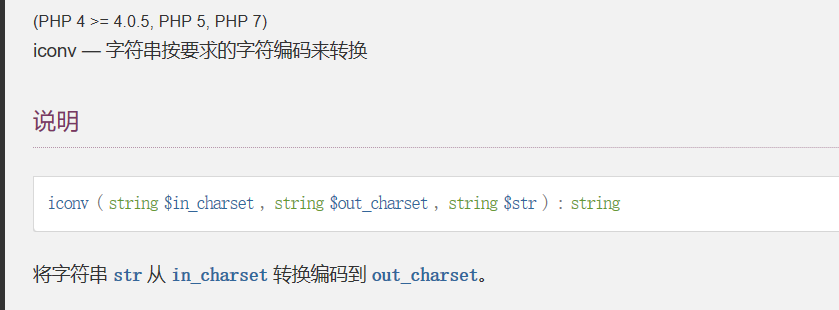 (PHP 4 >= 4.0.5, PHP 5, PHP 7)
iconv — 字符串按要求的字符编码来转换
说明
iconv ( string $in_charset , string $out_charset , string $str ) : string
将字符串 str 从 in_charset 转换编码到 out_charset。